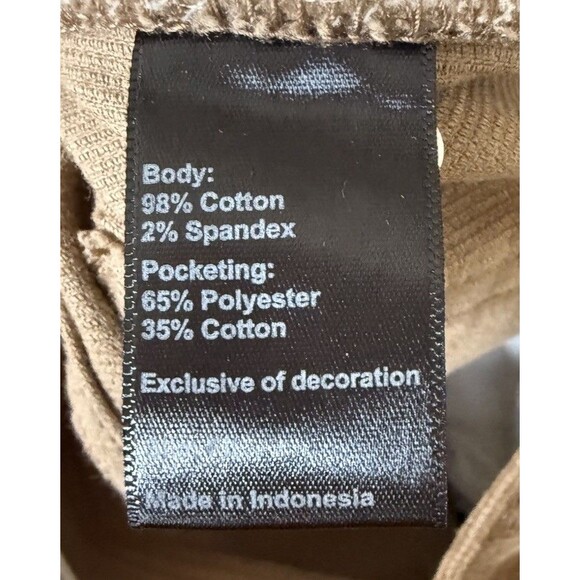 Body:
98% Cotton
2% Spandex
Pocketing:
65% Polyester
35% Cotton
Exclusive of decoration
Made in Indonesia